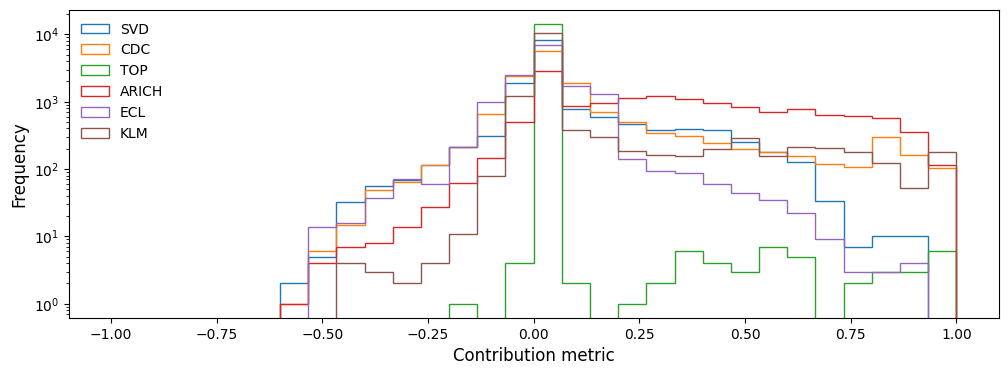 SVD
CDC
TOP
ARICH
ECL
KLM
Frequency
10⁴
10³
10²
10¹
10⁰
−1.00 −0.75 −0.50 −0.25 0.00 0.25 0.50 0.75 1.00
Contribution metric